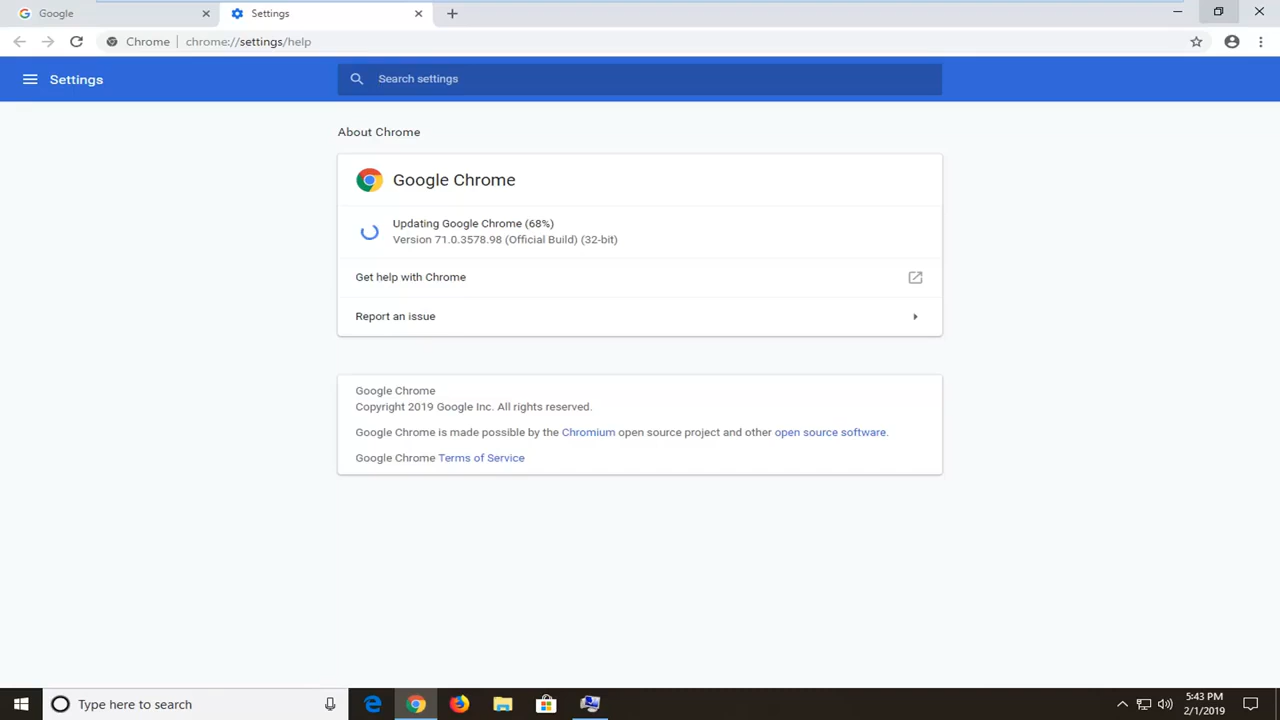 Google
Settings
Chrome
chrome://settings/help
Settings
Search settings
About Chrome
Google Chrome
Updating Google Chrome (68%)
Version 71.0.3578.98 (Official Build) (32-bit)
Get help with Chrome
Report an issue
Google Chrome
Copyright 2019 Google Inc. All rights reserved.
Google Chrome is made possible by the Chromium open source project and other open source software.
Google Chrome Terms of Service
Type here to search
5:43 PM
2/1/2019